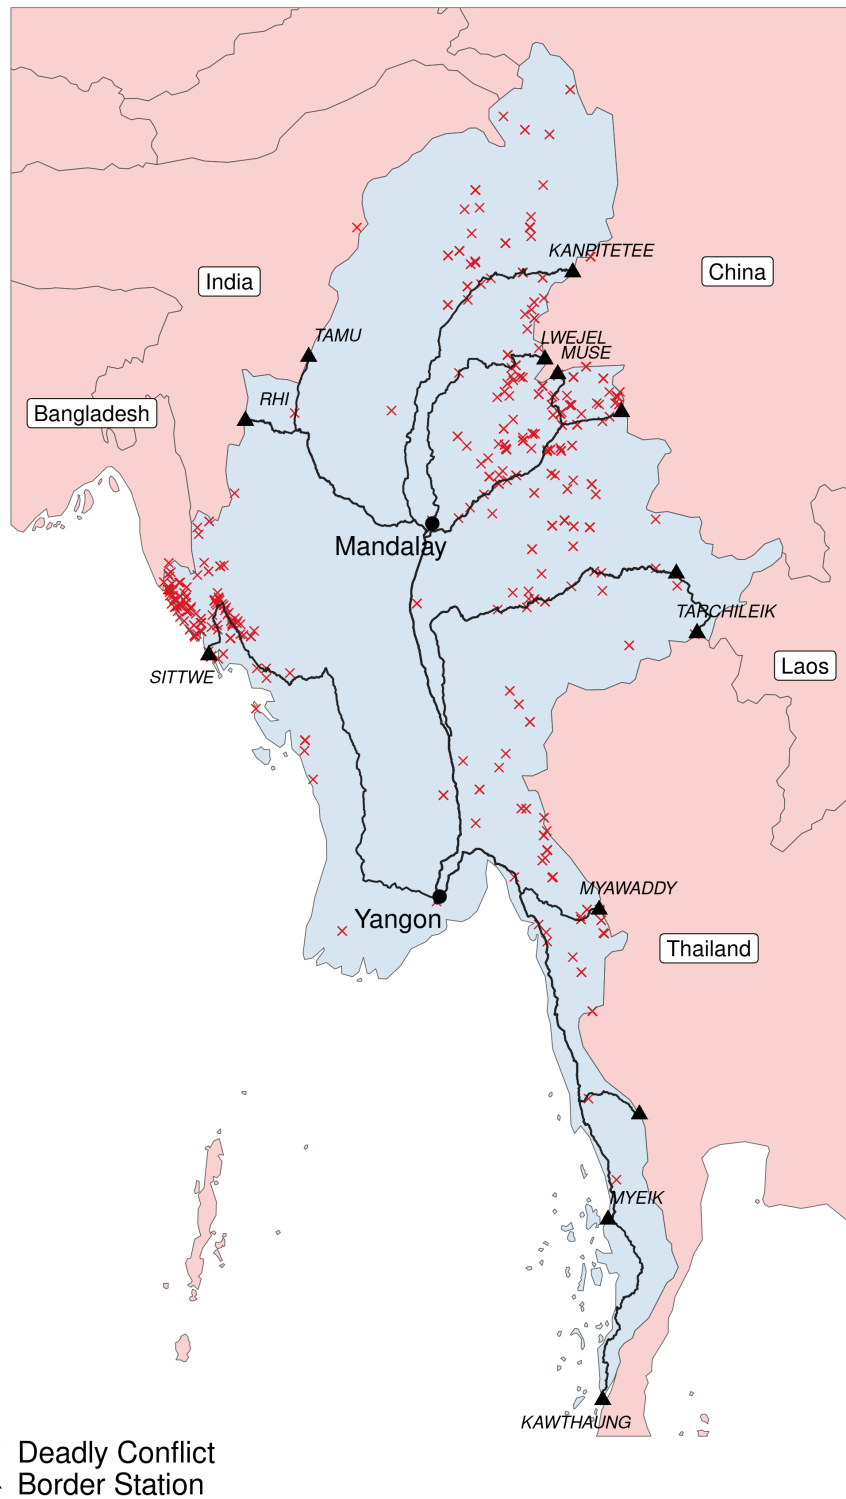 KANPITETEE
India
China
TAMU
LWEJEL
MUSE
RHI
Bangladesh
Mandalay
TARCHILEIK
SITTWE
Laos
MYAWADDY
Yangon
Thailand
MYEIK
KAWTHAUNG
Deadly Conflict
Border Station